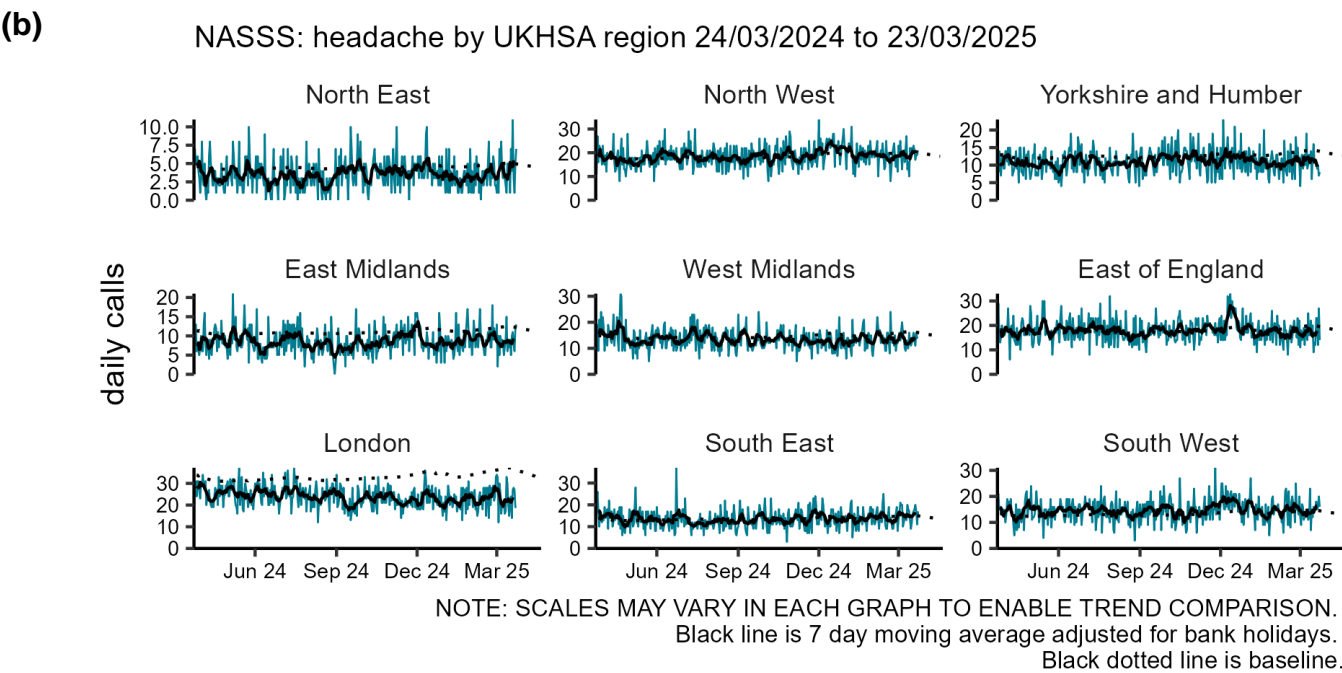 (b)
NASSS: headache by UKHSA region 24/03/2024 to 23/03/2025
North East
10.0
7.5
5.0
2.5
0.0
North West
30
20
10
0
Yorkshire and Humber
20
15
10
5
0
daily calls
East Midlands
20
15
10
5
0
West Midlands
30
20
10
0
East of England
30
20
10
0
London
30
20
10
0
Jun 24 Sep 24 Dec 24 Mar 25
South East
30
20
10
0
Jun 24 Sep 24 Dec 24 Mar 25
South West
30
20
10
0
Jun 24 Sep 24 Dec 24 Mar 25
NOTE: SCALES MAY VARY IN EACH GRAPH TO ENABLE TREND COMPARISON.
Black line is 7 day moving average adjusted for bank holidays.
Black dotted line is baseline.